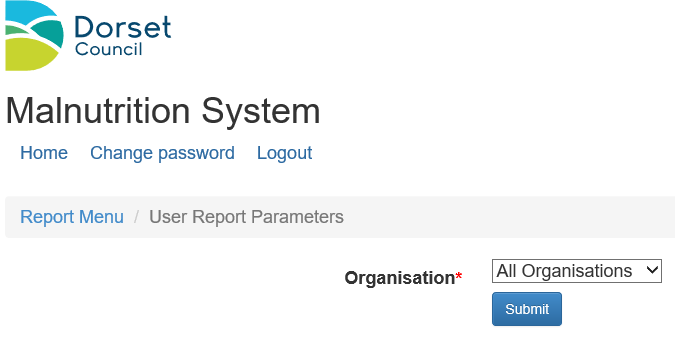 Dorset
Council
Malnutrition System
Home Change password Logout
Report Menu / User Report Parameters
Organisation* All Organisations
Submit